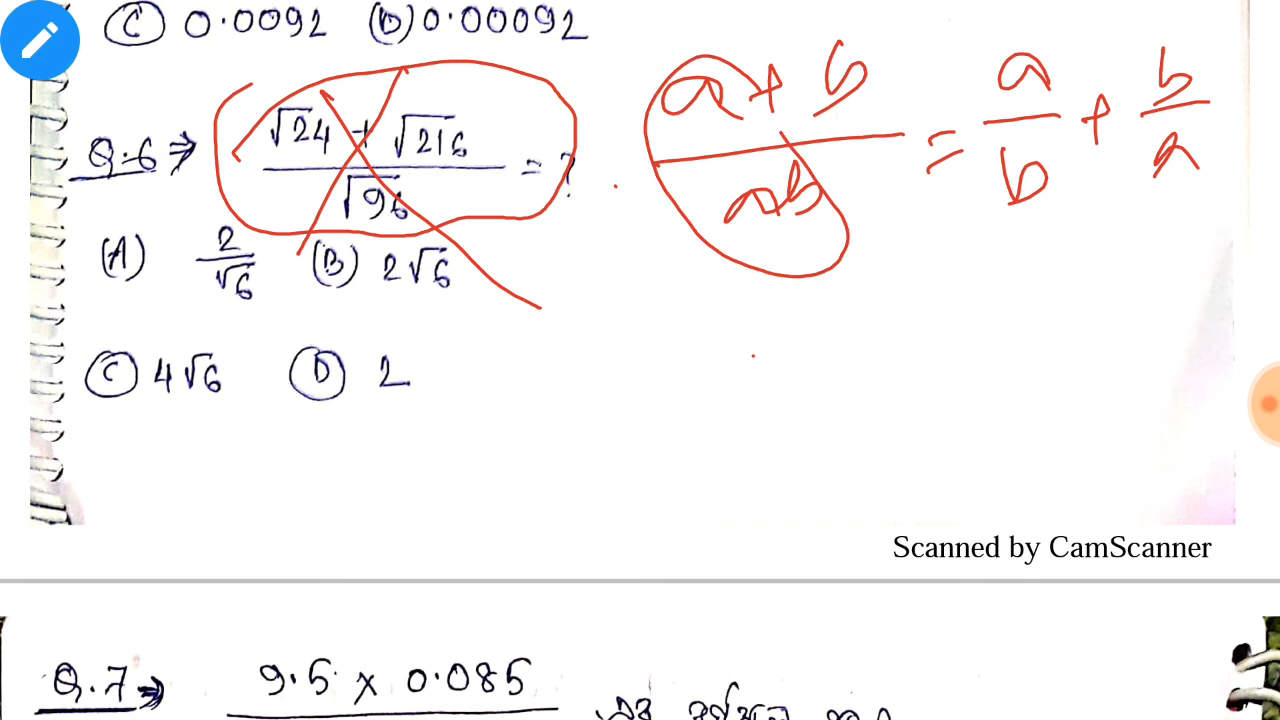 (C) 0.0092 (D) 0.00092
Q.6 ⇒ (√24 + √216) / √96 = ?
(a + b) / ab = a/b + b/a
(A) 2/√6 (B) 2√6
(C) 4√6 (D) 2
Scanned by CamScanner
Q.7 ⇒ 9.5 × 0.085